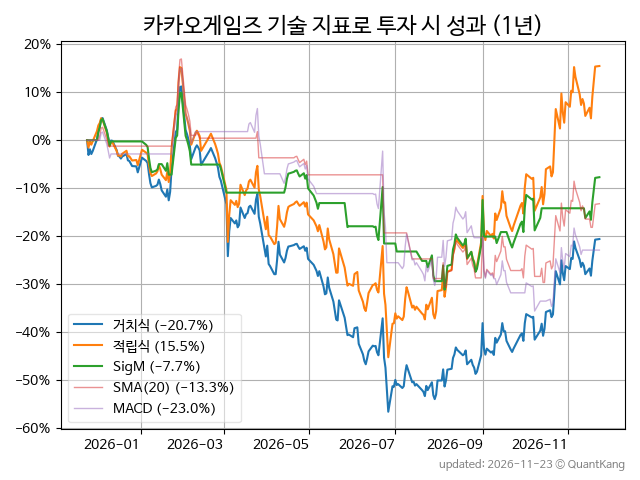 카카오게임즈 기술 지표로 투자 시 성과 (1년)
20%
10%
0%
−10%
−20%
−30%
−40%
−50%
−60%
거치식 (−20.7%)
적립식 (15.5%)
SigM (−7.7%)
SMA(20) (−13.3%)
MACD (−23.0%)
2026-01 2026-03 2026-05 2026-07 2026-09 2026-11
updated: 2026-11-23 © QuantKang